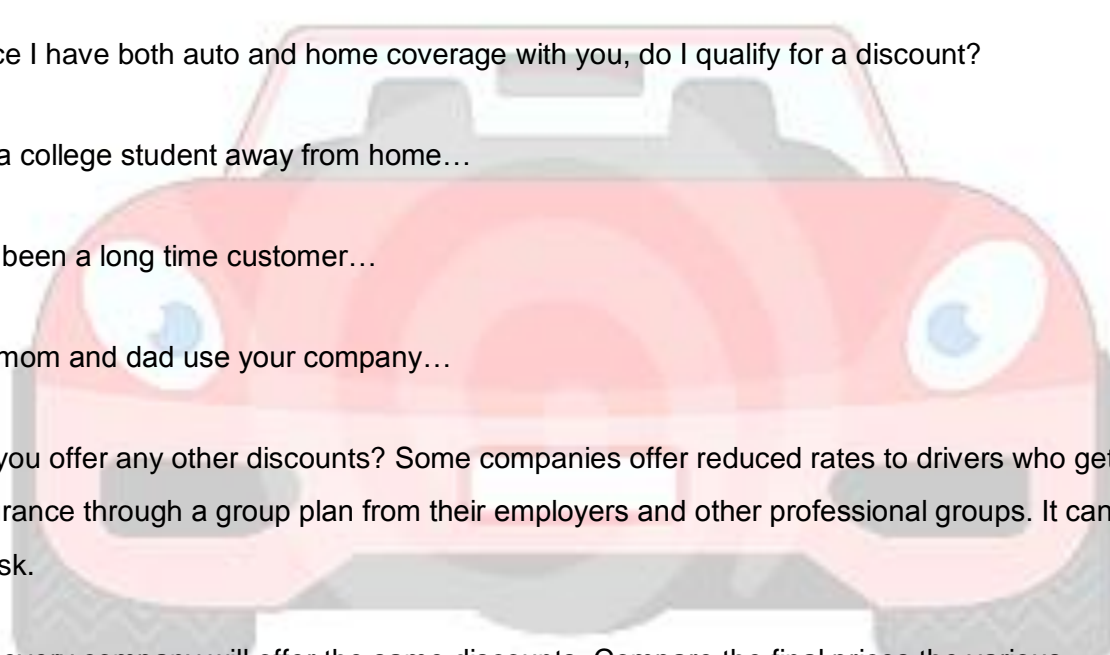 ce I have both auto and home coverage with you, do I qualify for a discount?
a college student away from home…
been a long time customer…
mom and dad use your company…
you offer any other discounts? Some companies offer reduced rates to drivers who get
rance through a group plan from their employers and other professional groups. It can
sk.
every company will offer the same discounts. Compare the final prices the various